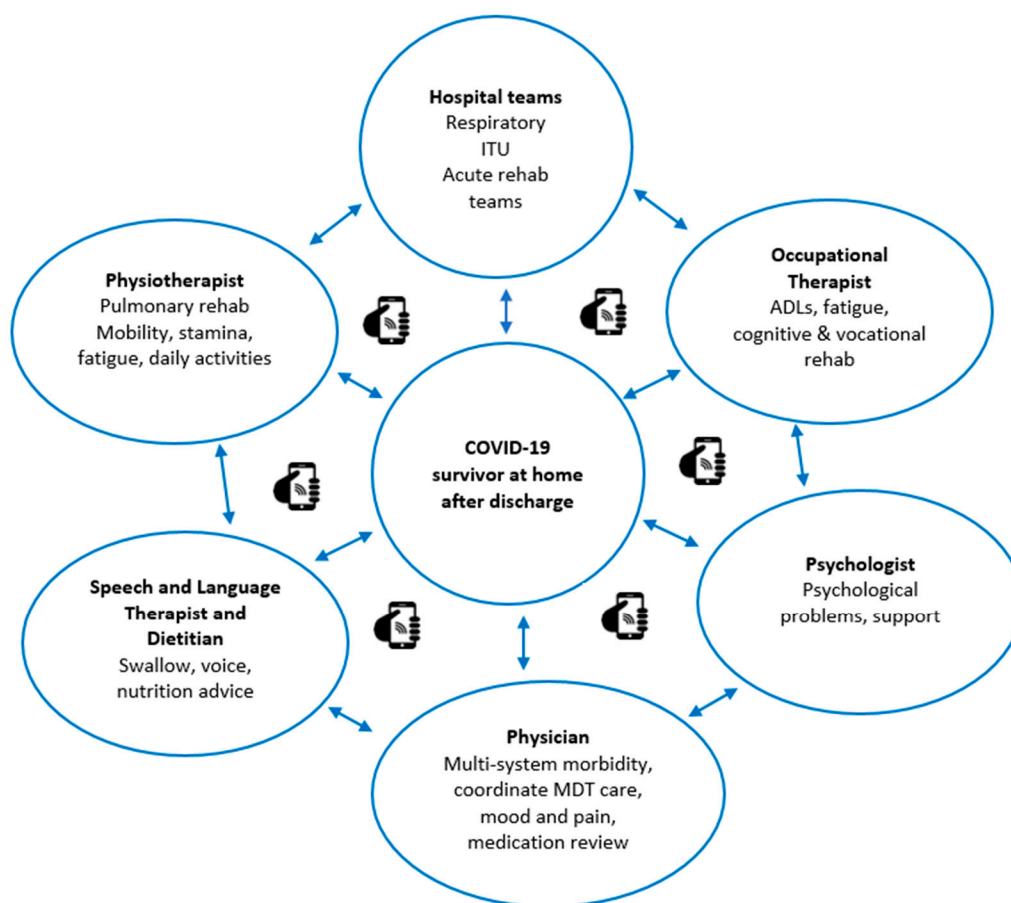 Hospital teams
Respiratory
ITU
Acute rehab
teams
Physiotherapist
Pulmonary rehab
Mobility, stamina,
fatigue, daily activities
Occupational
Therapist
ADLs, fatigue,
cognitive & vocational
rehab
COVID-19
survivor at home
after discharge
Speech and Language
Therapist and
Dietitian
Swallow, voice,
nutrition advice
Psychologist
Psychological
problems, support
Physician
Multi-system morbidity,
coordinate MDT care,
mood and pain,
medication review